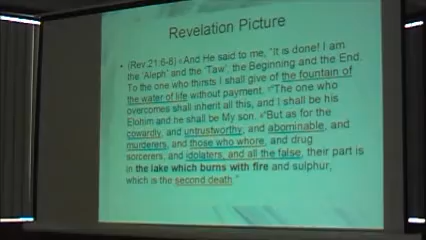 Revelation Picture
• (Rev.21:6-8) 6And He said to me, "It is done! I am
the 'Aleph' and the 'Taw', the Beginning and the End.
To the one who thirsts I shall give of the fountain of
the water of life without payment. 7"The one who
overcomes shall inherit all this, and I shall be his
Elohim and he shall be My son. 8"But as for the
cowardly, and untrustworthy, and abominable, and
murderers, and those who whore, and drug
sorcerers, and idolaters, and all the false, their part is
in the lake which burns with fire and sulphur,
which is the second death."